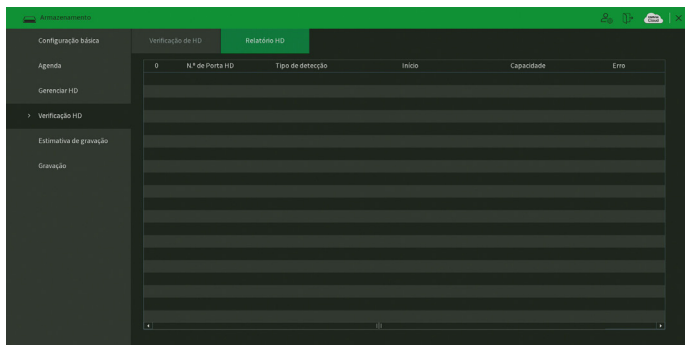 Armazenamento
Configuração básica
Agenda
Gerenciar HD
Verificação HD
Estimativa de gravação
Gravação
Verificação de HD Relatório HD
0 N.º de Porta HD Tipo de detecção Início Capacidade Erro